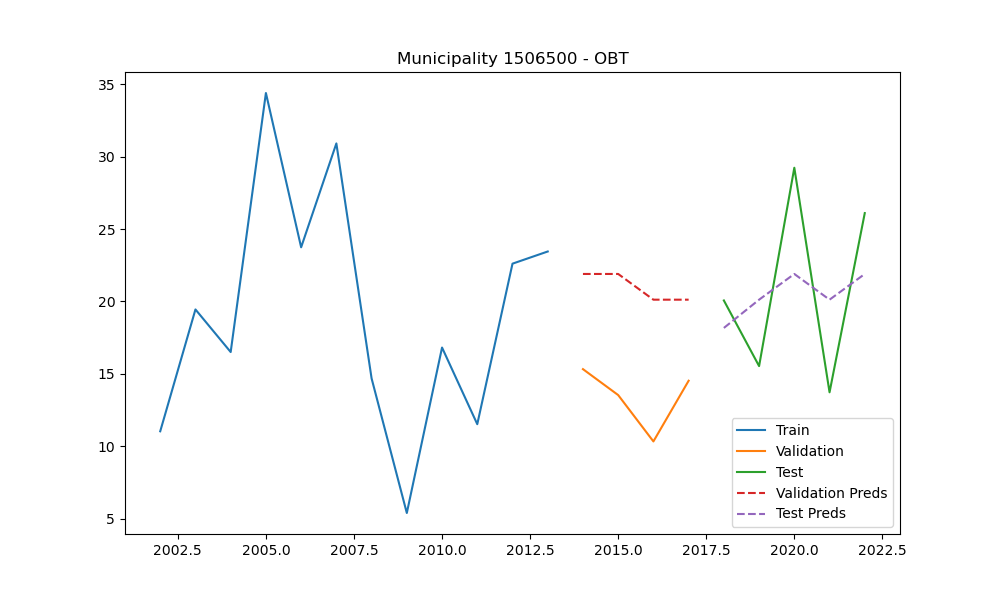 Municipality 1506500 - OBT
35
30
25
20
15
10
5
2002.5 2005.0 2007.5 2010.0 2012.5 2015.0 2017.5 2020.0 2022.5
Train
Validation
Test
Validation Preds
Test Preds